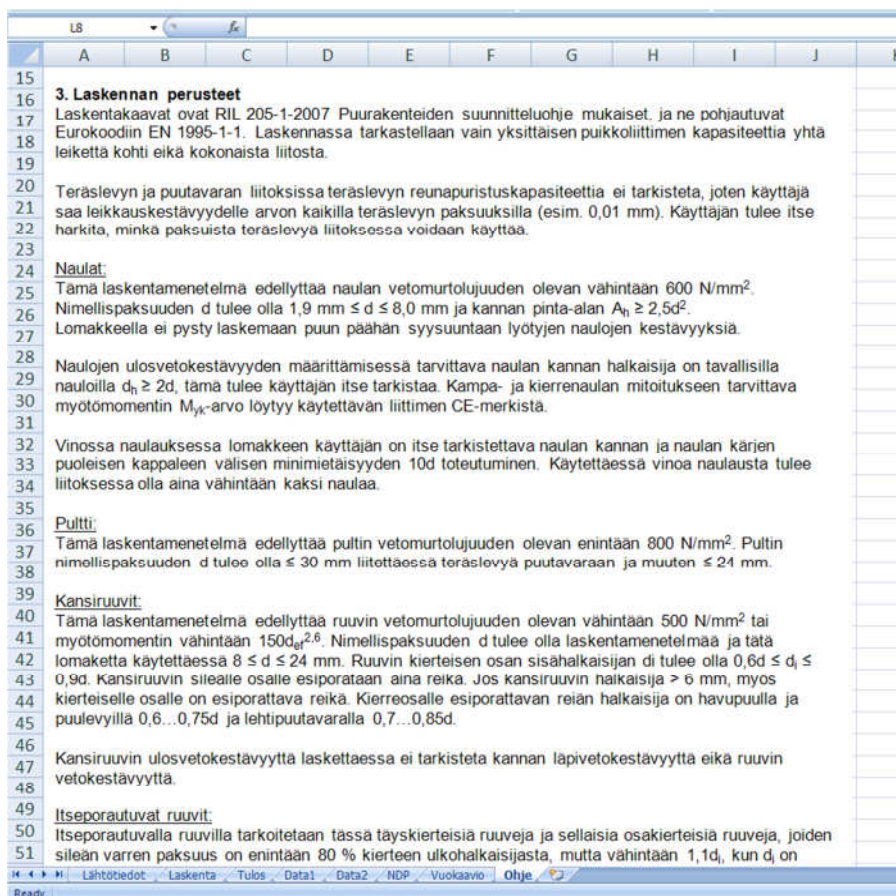 L8
fx
A B C D E F G H I J
15
16 3. Laskennan perusteet
17 Laskentakaavat ovat RIL 205-1-2007 Puurakenteiden suunnitteluohje mukaiset. ja ne pohjautuvat
18 Eurokoodiin EN 1995-1-1. Laskennassa tarkastellaan vain yksittäisen puikkoliittimen kapasiteettia yhtä
19 leikettä kohti eikä kokonaista liitosta.
20 Teräslevyn ja puutavaran liitoksissa teräslevyn reunapuristuskapasiteettia ei tarkisteta, joten käyttäjä
21 saa leikkauskestävyydelle arvon kaikilla teräslevyn paksuuksilla (esim. 0,01 mm). Käyttäjän tulee itse
22 harkita, minkä paksuista teräslevyä liitoksessa voidaan käyttää.
23
24 Naulat:
25 Tämä laskentamenetelmä edellyttää naulan vetomurtolujuuden olevan vähintään 600 N/mm².
26 Nimellispaksuuden d tulee olla 1,9 mm ≤ d ≤ 8,0 mm ja kannan pinta-alan Aₕ ≥ 2,5d².
27 Lomakkeella ei pysty laskemaan puun päähän syysuuntaan lyötyjen naulojen kestävyyksiä.
28 Naulojen ulosvetokestävyyden määrittämisessä tarvittava naulan kannan halkaisija on tavallisilla
29 nauloilla dₕ ≥ 2d, tämä tulee käyttäjän itse tarkistaa. Kampa- ja kierrenaulan mitoitukseen tarvittava
30 myötömomentin Myk-arvo löytyy käytettävän liittimen CE-merkistä.
31
32 Vinossa naulauksessa lomakkeen käyttäjän on itse tarkistettava naulan kannan ja naulan kärjen
33 puoleisen kappaleen välisen minimietäisyyden 10d toteutuminen. Käytettäessä vinoa naulausta tulee
34 liitoksessa olla aina vähintään kaksi naulaa.
35
36 Pultti:
37 Tämä laskentamenetelmä edellyttää pultin vetomurtolujuuden olevan enintään 800 N/mm². Pultin
38 nimellispaksuuden d tulee olla ≤ 30 mm liitettäessä teräslevyä puutavaraan ja muuten ≤ 24 mm.
39 Kansiruuvit:
40 Tämä laskentamenetelmä edellyttää ruuvin vetomurtolujuuden olevan vähintään 500 N/mm² tai
41 myötömomentin vähintään 150def^2,6. Nimellispaksuuden d tulee olla laskentamenetelmää ja tätä
42 lomaketta käytettäessä 8 ≤ d ≤ 24 mm. Ruuvin kierteisen osan sisähalkaisijan di tulee olla 0,6d ≤ dᵢ ≤
43 0,9d. Kansiruuvin sileälle osalle esiporataan aina reikä. Jos kansiruuvin halkaisija > 6 mm, myös
44 kierteiselle osalle on esiporattava reikä. Kierreosalle esiporattavan reiän halkaisija on havupuulla ja
45 puulevyillä 0,6…0,75d ja lehtipuutavaralla 0,7…0,85d.
46
47 Kansiruuvin ulosvetokestävyyttä laskettaessa ei tarkisteta kannan läpivetokestävyyttä eikä ruuvin
48 vetokestävyyttä.
49 Itseporautuvat ruuvit:
50 Itseporautuvalla ruuvilla tarkoitetaan tässä täyskierteisiä ruuveja ja sellaisia osakierteisiä ruuveja, joiden
51 sileän varren paksuus on enintään 80 % kierteen ulkohalkaisijasta, mutta vähintään 1,1dᵢ, kun dᵢ on
Lähtötiedot Laskenta Tulos Data1 Data2 NDP Vuokaavio Ohje
Ready